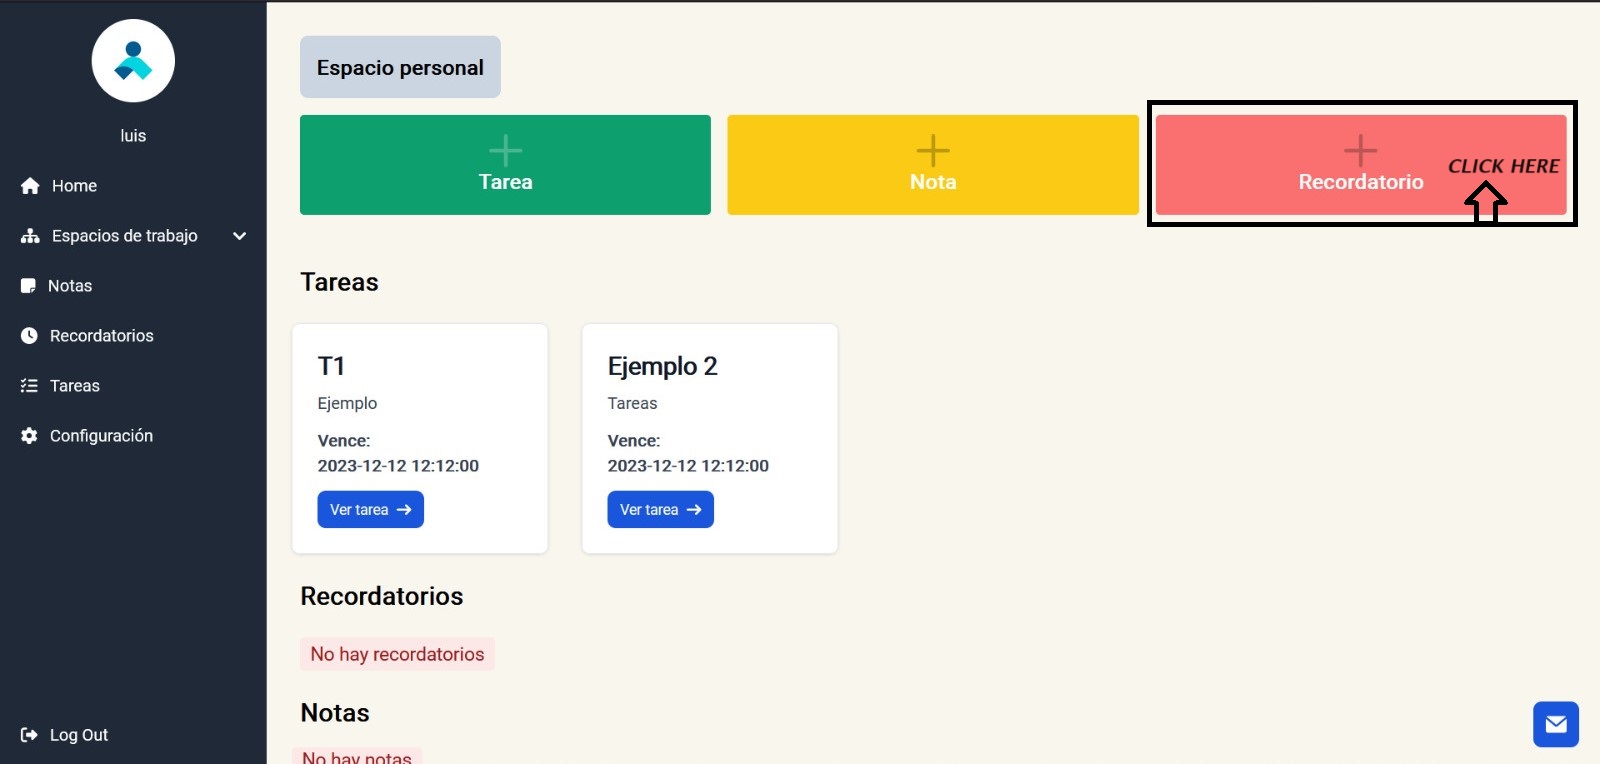 luis
Home
Espacios de trabajo
Notas
Recordatorios
Tareas
Configuración
Log Out
Espacio personal
Tarea
Nota
Recordatorio
CLICK HERE
Tareas
T1
Ejemplo
Vence:
2023-12-12 12:12:00
Ver tarea
Ejemplo 2
Tareas
Vence:
2023-12-12 12:12:00
Ver tarea
Recordatorios
No hay recordatorios
Notas
No hay notas